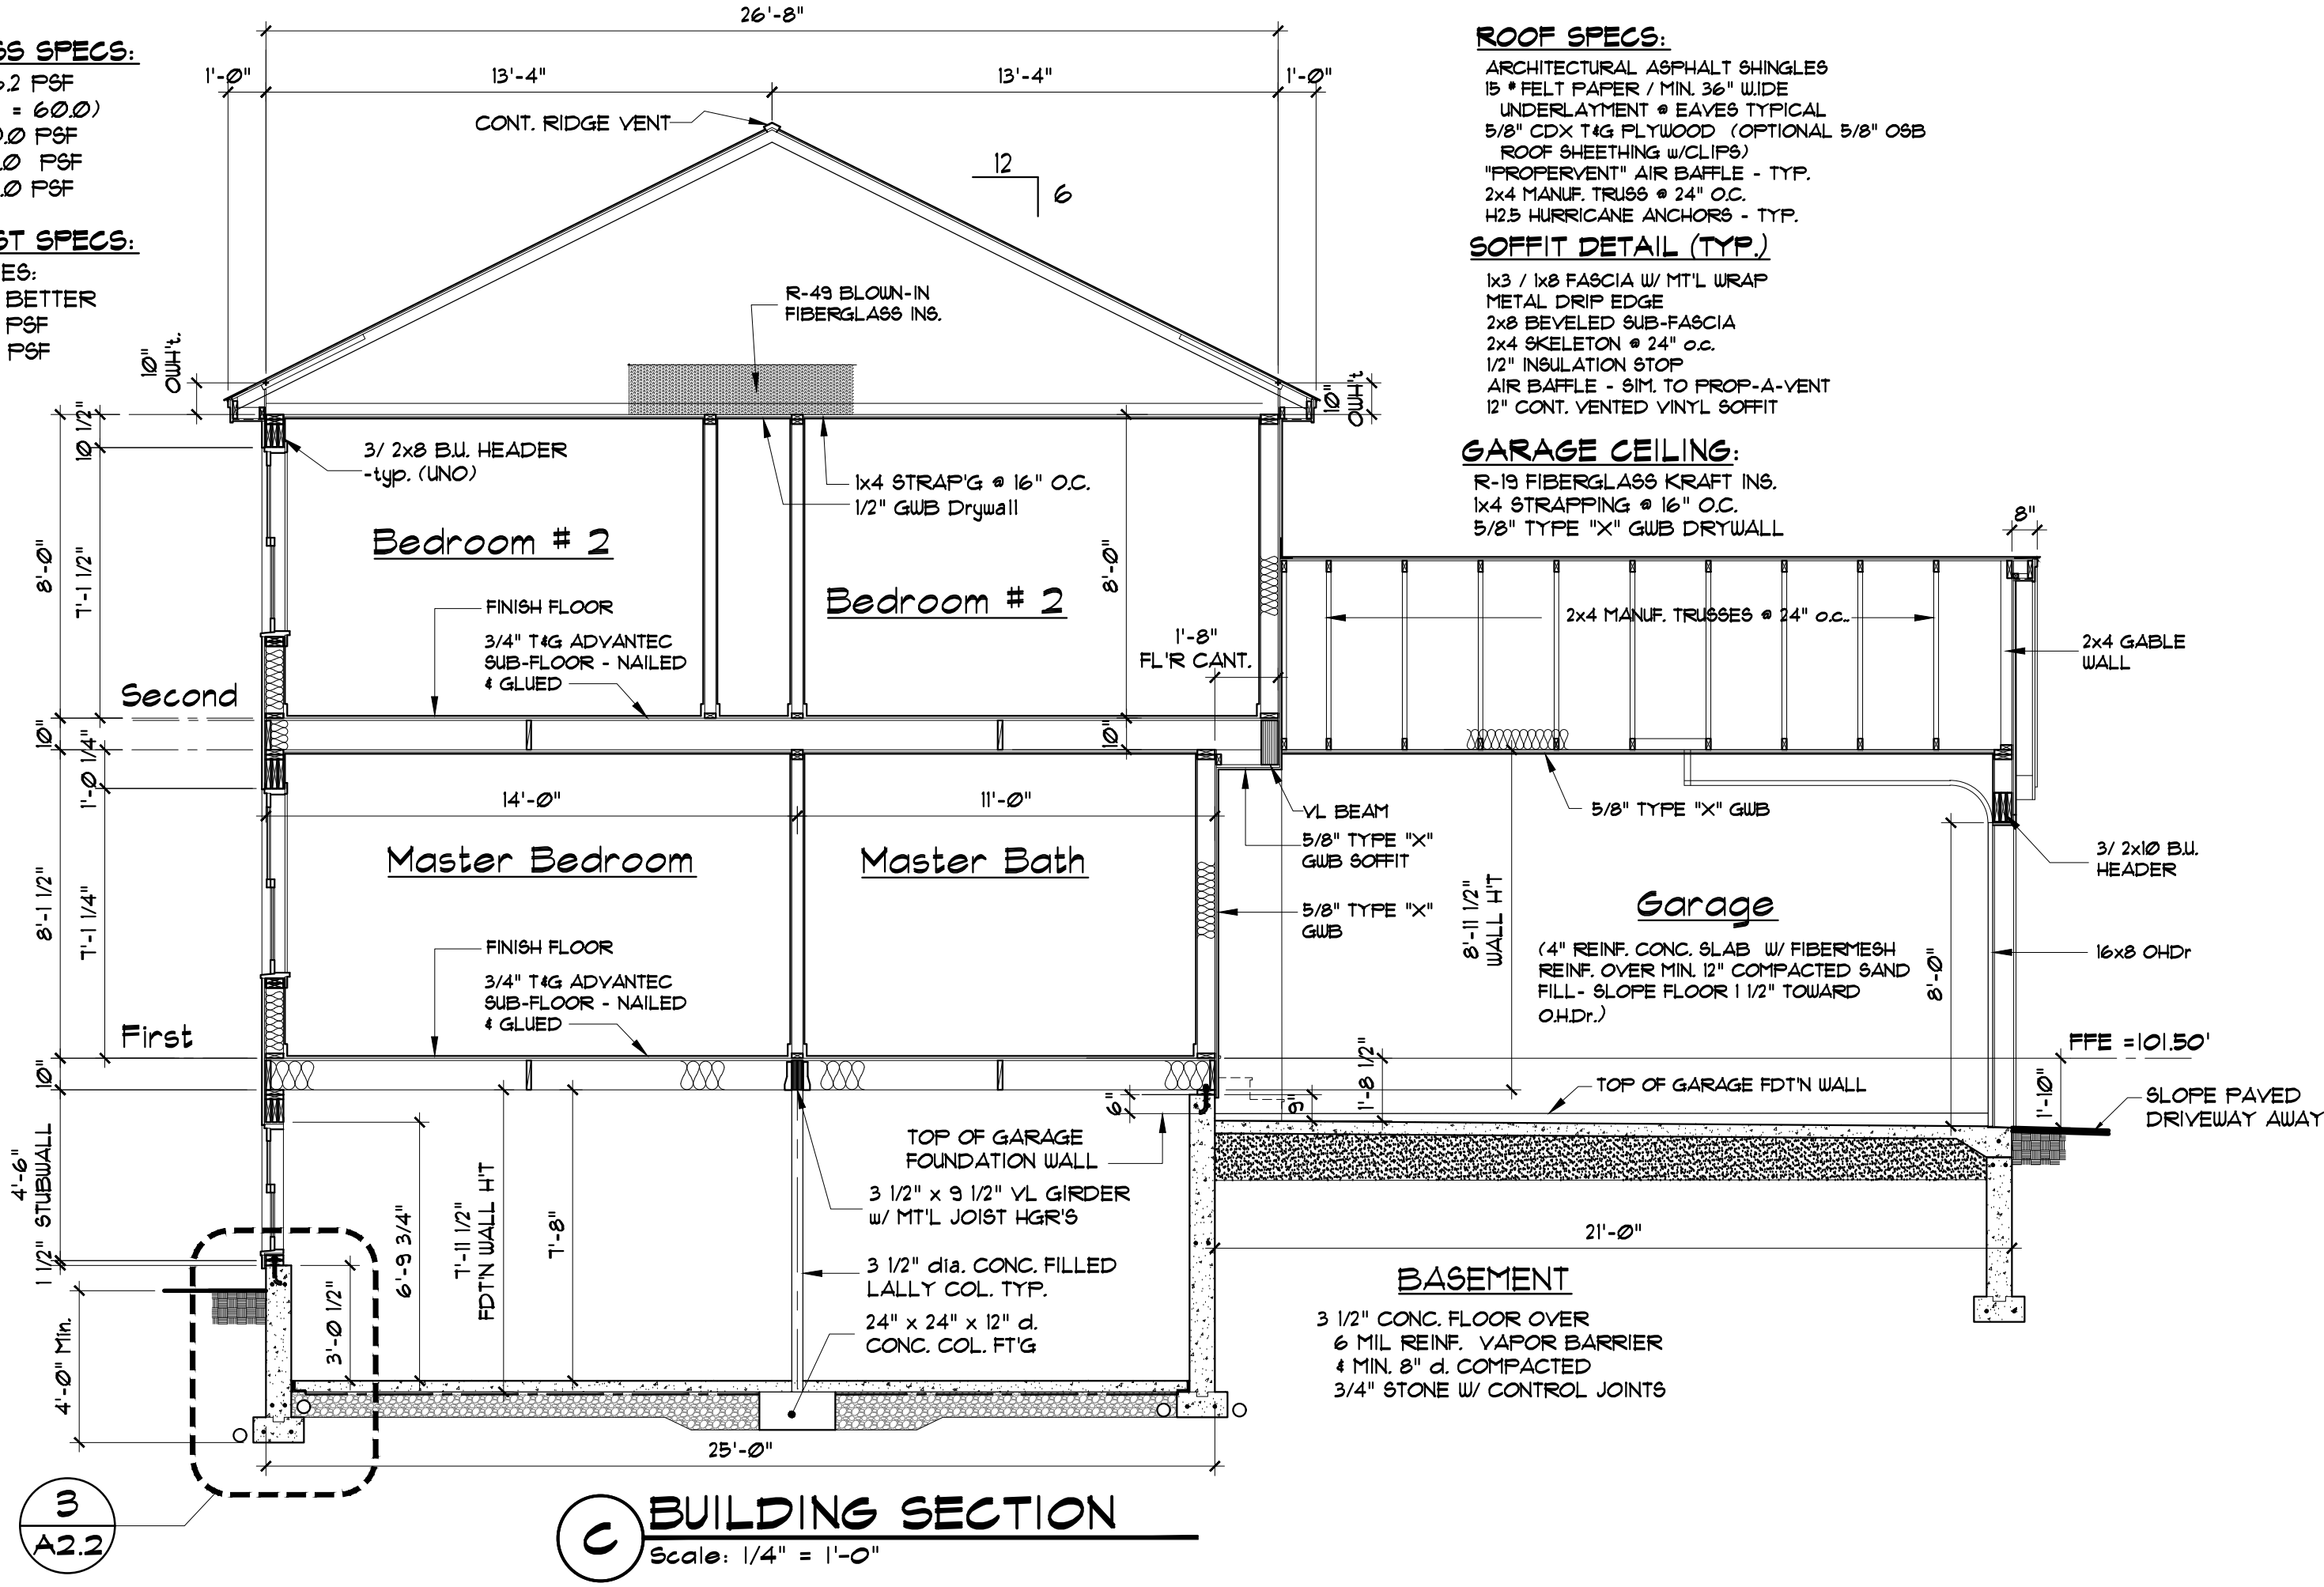 26'-8"
1'-0"
13'-4"
13'-4"
1'-0"
SS SPECS:
.2 PSF
= 60.0)
.0 PSF
.0 PSF
.0 PSF
ST SPECS:
ES:
BETTER
PSF
PSF
CONT. RIDGE VENT
12
6
R-49 BLOWN-IN
FIBERGLASS INS.
10"
OWH't.
10"
OWH't
ROOF SPECS:
ARCHITECTURAL ASPHALT SHINGLES
15 # FELT PAPER / MIN. 36" WIDE
UNDERLAYMENT @ EAVES TYPICAL
5/8" CDX T&G PLYWOOD (OPTIONAL 5/8" OSB
ROOF SHEETHING w/CLIPS)
"PROPERVENT" AIR BAFFLE - TYP.
2x4 MANUF. TRUSS @ 24" O.C.
H2.5 HURRICANE ANCHORS - TYP.
SOFFIT DETAIL (TYP.)
1x3 / 1x8 FASCIA W/ MT'L WRAP
METAL DRIP EDGE
2x8 BEVELED SUB-FASCIA
2x4 SKELETON @ 24" o.c.
1/2" INSULATION STOP
AIR BAFFLE - SIM. TO PROP-A-VENT
12" CONT. VENTED VINYL SOFFIT
GARAGE CEILING:
R-19 FIBERGLASS KRAFT INS.
1x4 STRAPPING @ 16" O.C.
5/8" TYPE "X" GWB DRYWALL
8"
10 1/2"
8'-0"
7'-1 1/2"
3/ 2x8 B.U. HEADER
-typ. (UNO)
1x4 STRAP'G @ 16" O.C.
1/2" GWB Drywall
Bedroom # 2
Bedroom # 2
8'-0"
FINISH FLOOR
3/4" T&G ADVANTEC
SUB-FLOOR - NAILED
& GLUED
1'-8"
FL'R CANT.
2x4 MANUF. TRUSSES @ 24" o.c..
2x4 GABLE
WALL
Second
10"
10"
1'-0 1/4"
14'-0"
11'-0"
VL BEAM
5/8" TYPE "X"
GWB SOFFIT
5/8" TYPE "X" GWB
3/ 2x10 B.U.
HEADER
Master Bedroom
Master Bath
8'-1 1/2"
7'-1 1/4"
5/8" TYPE "X"
GWB
8'-11 1/2"
WALL H'T
Garage
(4" REINF. CONC. SLAB W/ FIBERMESH
REINF. OVER MIN. 12" COMPACTED SAND
FILL- SLOPE FLOOR 1 1/2" TOWARD
O.H.Dr.)
8'-0"
16x8 OHDr
FINISH FLOOR
3/4" T&G ADVANTEC
SUB-FLOOR - NAILED
& GLUED
First
10"
FFE =101.50'
1'-10"
SLOPE PAVED
DRIVEWAY AWAY
6"
9"
1'-8 1/2"
TOP OF GARAGE FDT'N WALL
TOP OF GARAGE
FOUNDATION WALL
3 1/2" x 9 1/2" VL GIRDER
w/ MT'L JOIST HGR'S
4'-6"
STUBWALL
1 1/2"
6'-9 3/4"
7'-11 1/2"
FDT'N WALL H'T
7'-8"
3 1/2" dia. CONC. FILLED
LALLY COL. TYP.
24" x 24" x 12" d.
CONC. COL. FT'G
3'-0 1/2"
4'-0" Min.
21'-0"
BASEMENT
3 1/2" CONC. FLOOR OVER
6 MIL REINF. VAPOR BARRIER
& MIN. 8" d. COMPACTED
3/4" STONE W/ CONTROL JOINTS
25'-0"
3
A2.2
C
BUILDING SECTION
Scale: 1/4" = 1'-0"